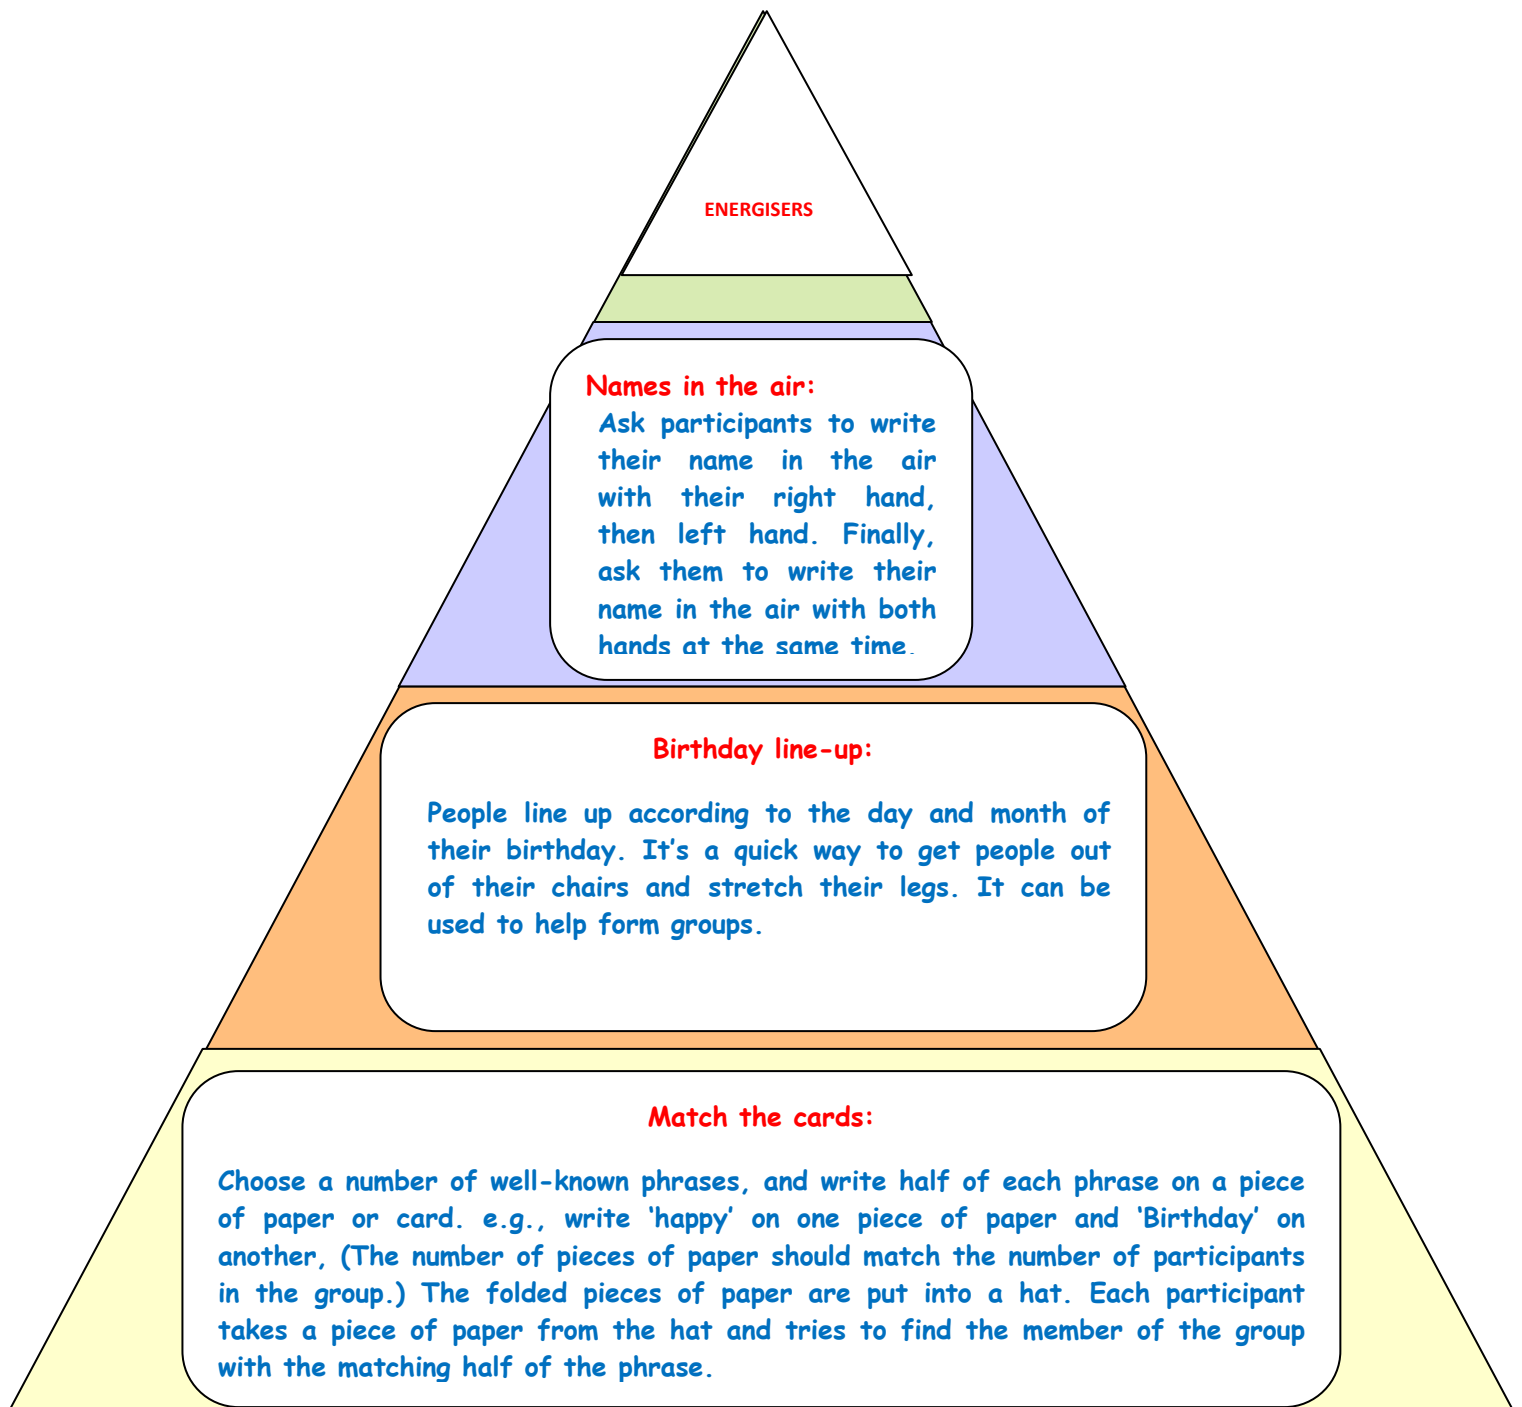 ENERGISERS
Names in the air:
Ask participants to write
their name in the air
with their right hand,
then left hand. Finally,
ask them to write their
name in the air with both
hands at the same time.
Birthday line-up:
People line up according to the day and month of
their birthday. It's a quick way to get people out
of their chairs and stretch their legs. It can be
used to help form groups.
Match the cards:
Choose a number of well-known phrases, and write half of each phrase on a piece
of paper or card. e.g., write ‘happy’ on one piece of paper and ‘Birthday’ on
another, (The number of pieces of paper should match the number of participants
in the group.) The folded pieces of paper are put into a hat. Each participant
takes a piece of paper from the hat and tries to find the member of the group
with the matching half of the phrase.